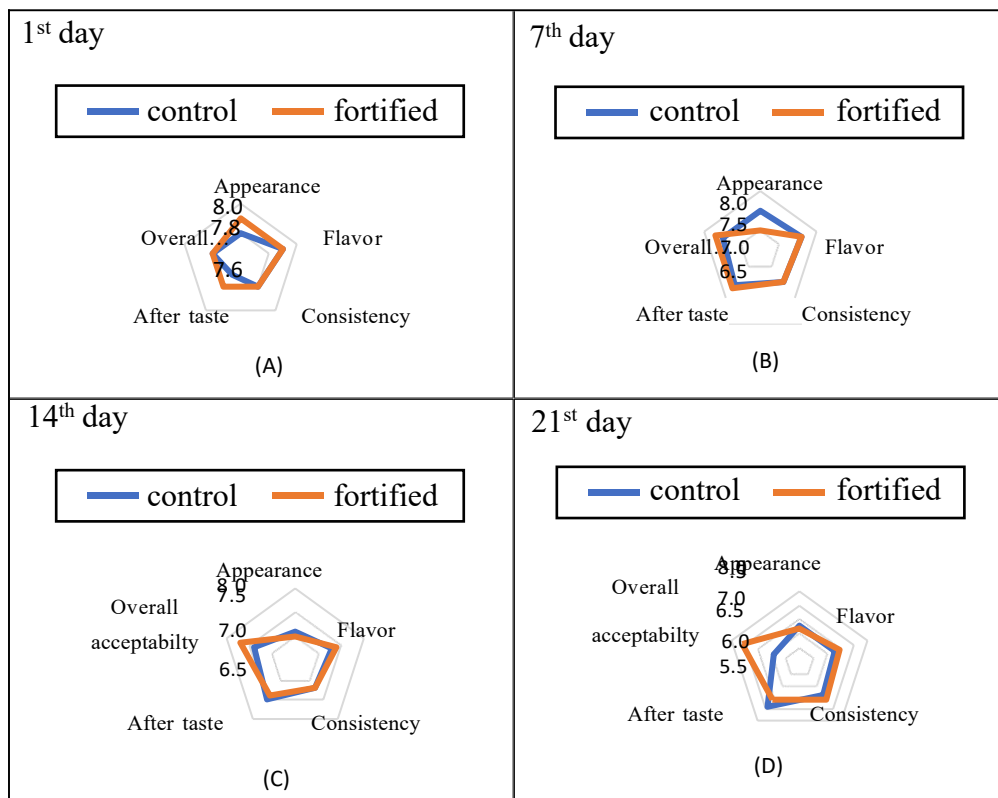 1st day
control fortified
Appearance
8.0
7.8
Overall...
Flavor
7.6
After taste
Consistency
(A)
7th day
control fortified
Appearance
8.0
7.5
Overall...
7.0
Flavor
6.5
After taste
Consistency
(B)
14th day
control fortified
Appearance
8.0
7.5
Overall
acceptabilty
7.0
Flavor
6.5
After taste
Consistency
(C)
21st day
control fortified
Appearance
Overall
7.0
6.5
Flavor
acceptabilty
6.0
5.5
After taste
Consistency
(D)